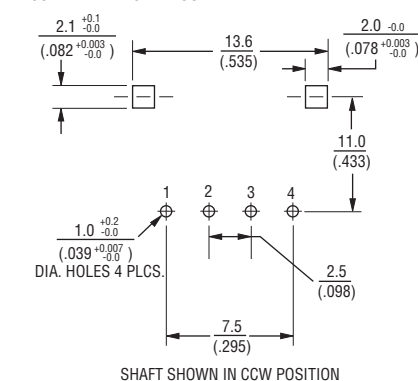 2.1 +0.1 -0.0
(.082 +0.003 -0.0 )
13.6
(.535)
2.0 -0.0
(.078 +0.003 -0.0 )
11.0
(.433)
1 2 3 4
1.0 +0.2 -0.0
(.039 +0.007 -0.0 )
DIA. HOLES 4 PLCS.
2.5
(.098)
7.5
(.295)
SHAFT SHOWN IN CCW POSITION